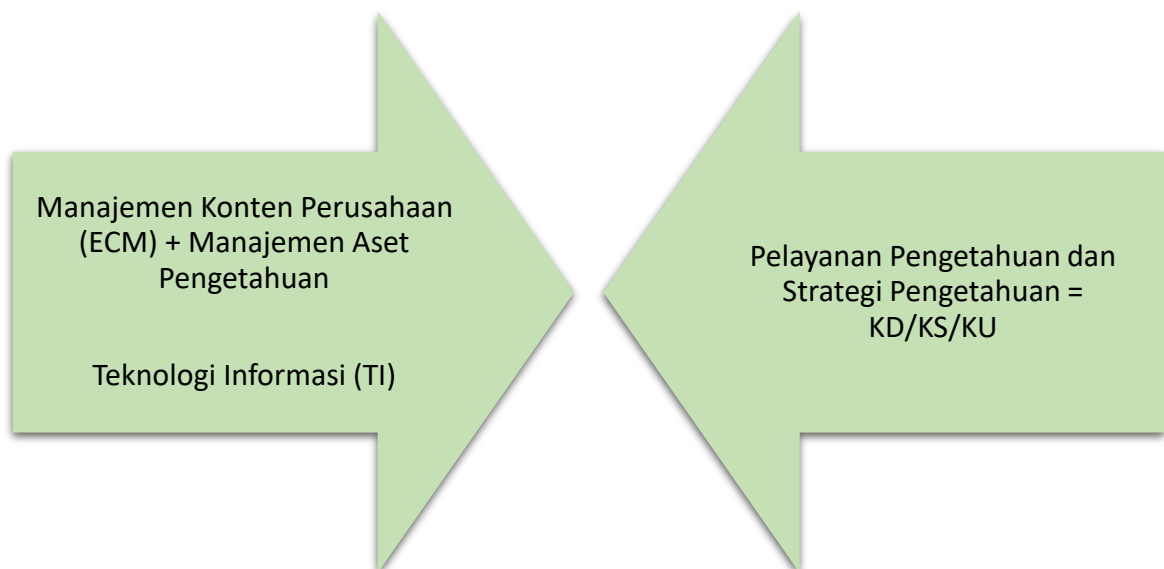 Manajemen Konten Perusahaan
(ECM) + Manajemen Aset
Pengetahuan
Teknologi Informasi (TI)
Pelayanan Pengetahuan dan
Strategi Pengetahuan =
KD/KS/KU